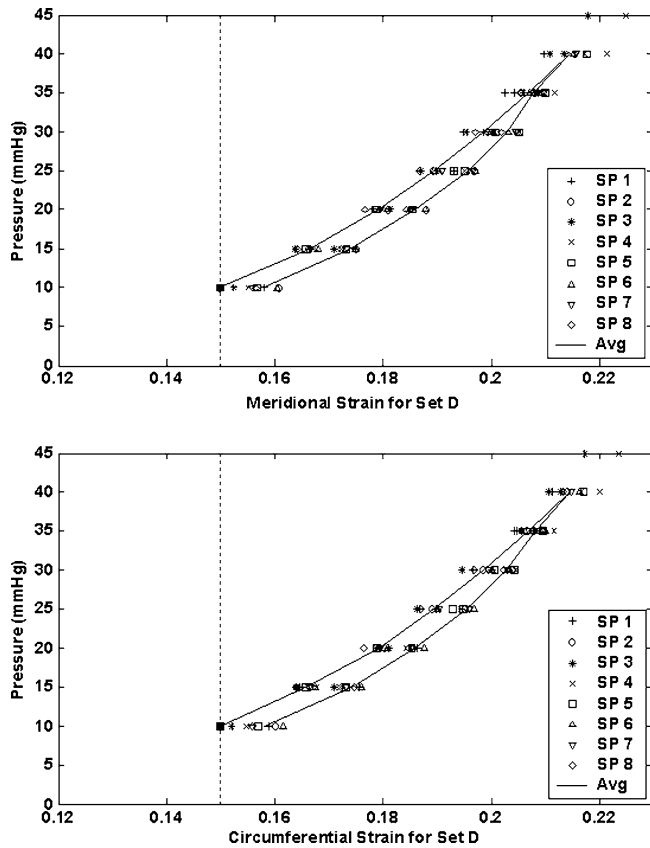 45
40
35
30
25
20
15
10
5
0
Pressure (mmHg)
0.12
0.14
0.16
0.18
0.2
0.22
Meridional Strain for Set D
SP 1
SP 2
SP 3
SP 4
SP 5
SP 6
SP 7
SP 8
Avg
45
40
35
30
25
20
15
10
5
0
Pressure (mmHg)
0.12
0.14
0.16
0.18
0.2
0.22
Circumferential Strain for Set D
SP 1
SP 2
SP 3
SP 4
SP 5
SP 6
SP 7
SP 8
Avg